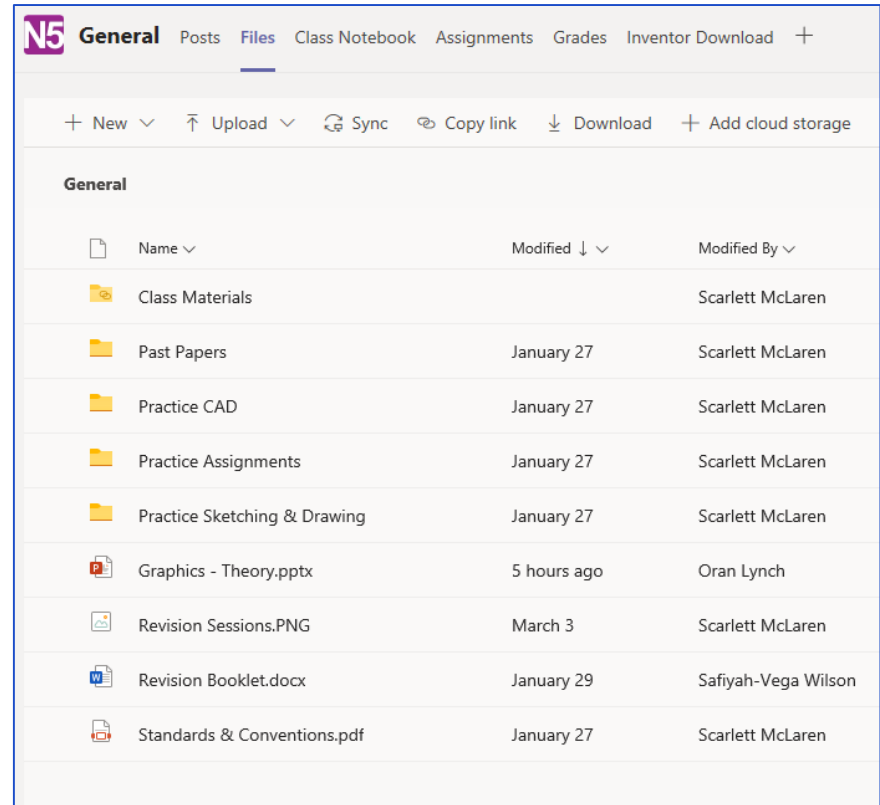 N5 General Posts Files Class Notebook Assignments Grades Inventor Download
New Upload Sync Copy link Download Add cloud storage
General
Name Modified Modified By
Class Materials Scarlett McLaren
Past Papers January 27 Scarlett McLaren
Practice CAD January 27 Scarlett McLaren
Practice Assignments January 27 Scarlett McLaren
Practice Sketching & Drawing January 27 Scarlett McLaren
Graphics - Theory.pptx 5 hours ago Oran Lynch
Revision Sessions.PNG March 3 Scarlett McLaren
Revision Booklet.docx January 29 Safiyah-Vega Wilson
Standards & Conventions.pdf January 27 Scarlett McLaren